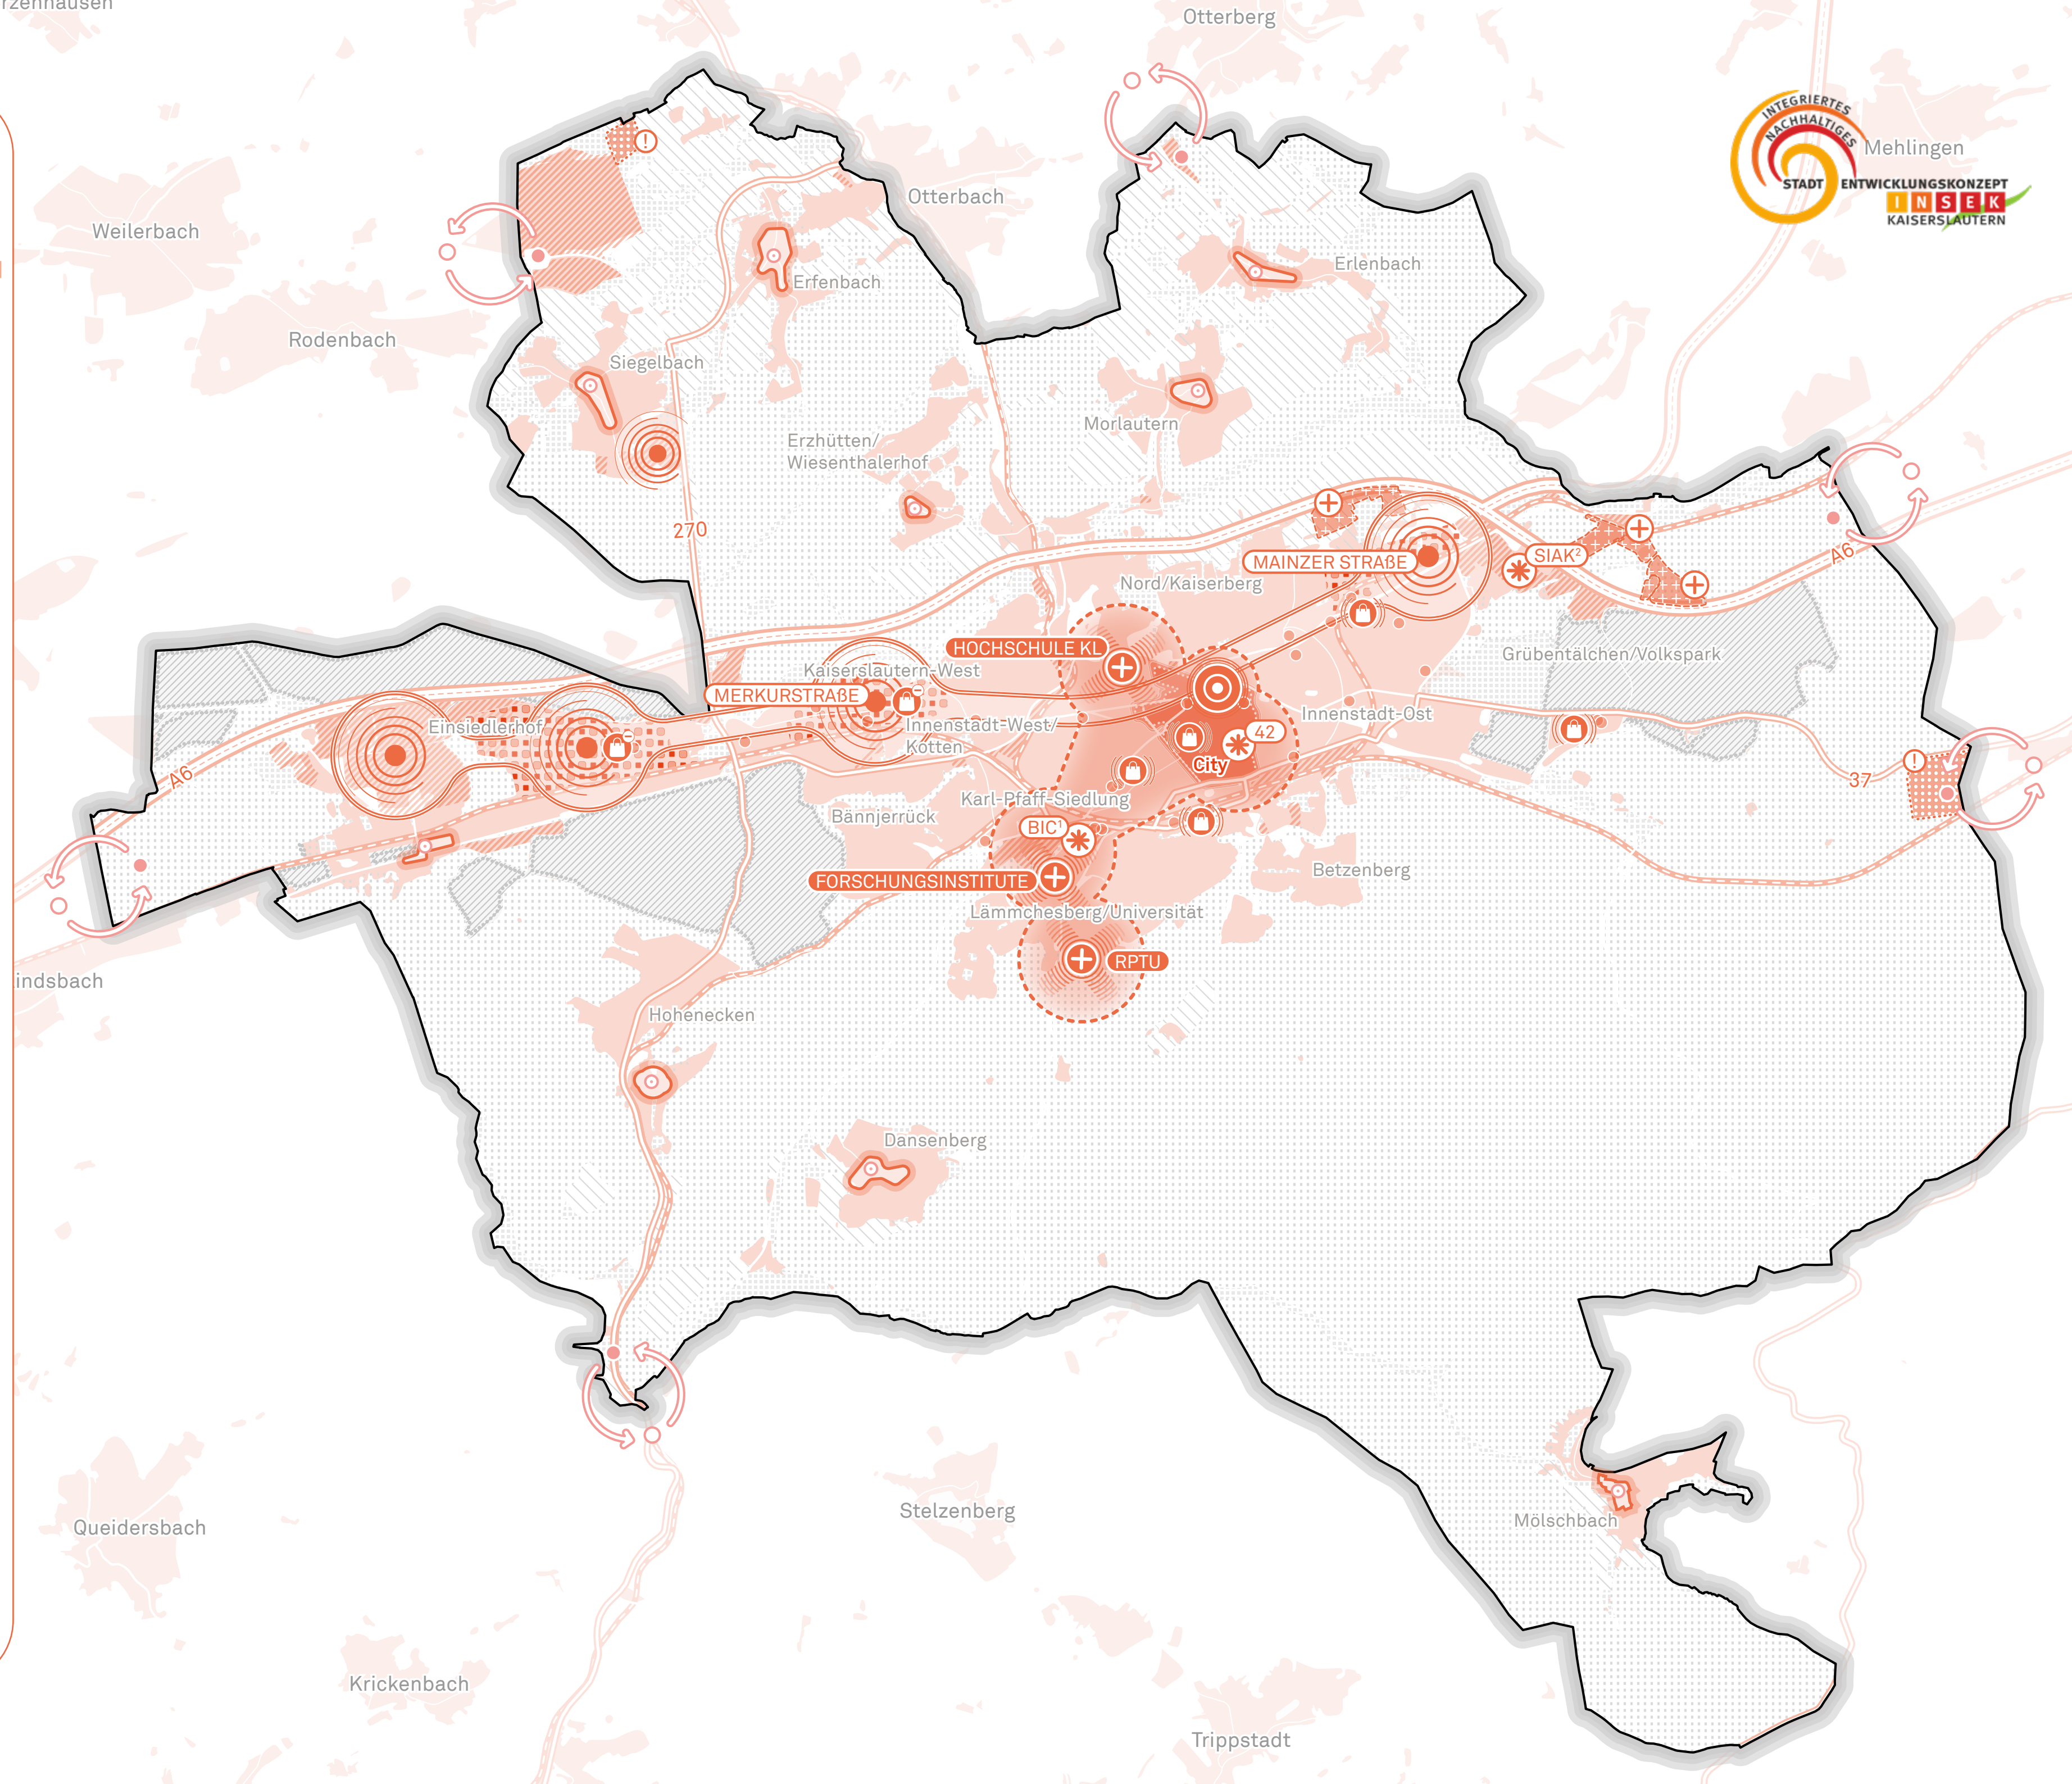 Otterberg
INTEGRIERTES
NACHHALTIGES
STADT ENTWICKLUNGSKONZEPT
INSEK
KAISERSLAUTERN
Mehlingen
Otterbach
Weilerbach
Erfenbach
Erlenbach
Rodenbach
Siegelbach
Morlautern
Erzhütten/
Wiesenthalerhof
270
MAINZER STRAßE
SIAK²
A6
Nord/Kaiserberg
HOCHSCHULE KL
Grübentälchen/Volkspark
Kaiserslautern-West
MERKURSTRAßE
Innenstadt-West/
Kotten
Innenstadt-Ost
Einsiedlerhof
42
City
A6
37
Karl-Pfaff-Siedlung
Bännjerrück
BIC¹
Betzenberg
FORSCHUNGSINSTITUTE
Lämmchesberg/Universität
RPTU
indsbach
Hohenecken
Dansenberg
Stelzenberg
Mölschbach
Queidersbach
Krickenbach
Trippstadt